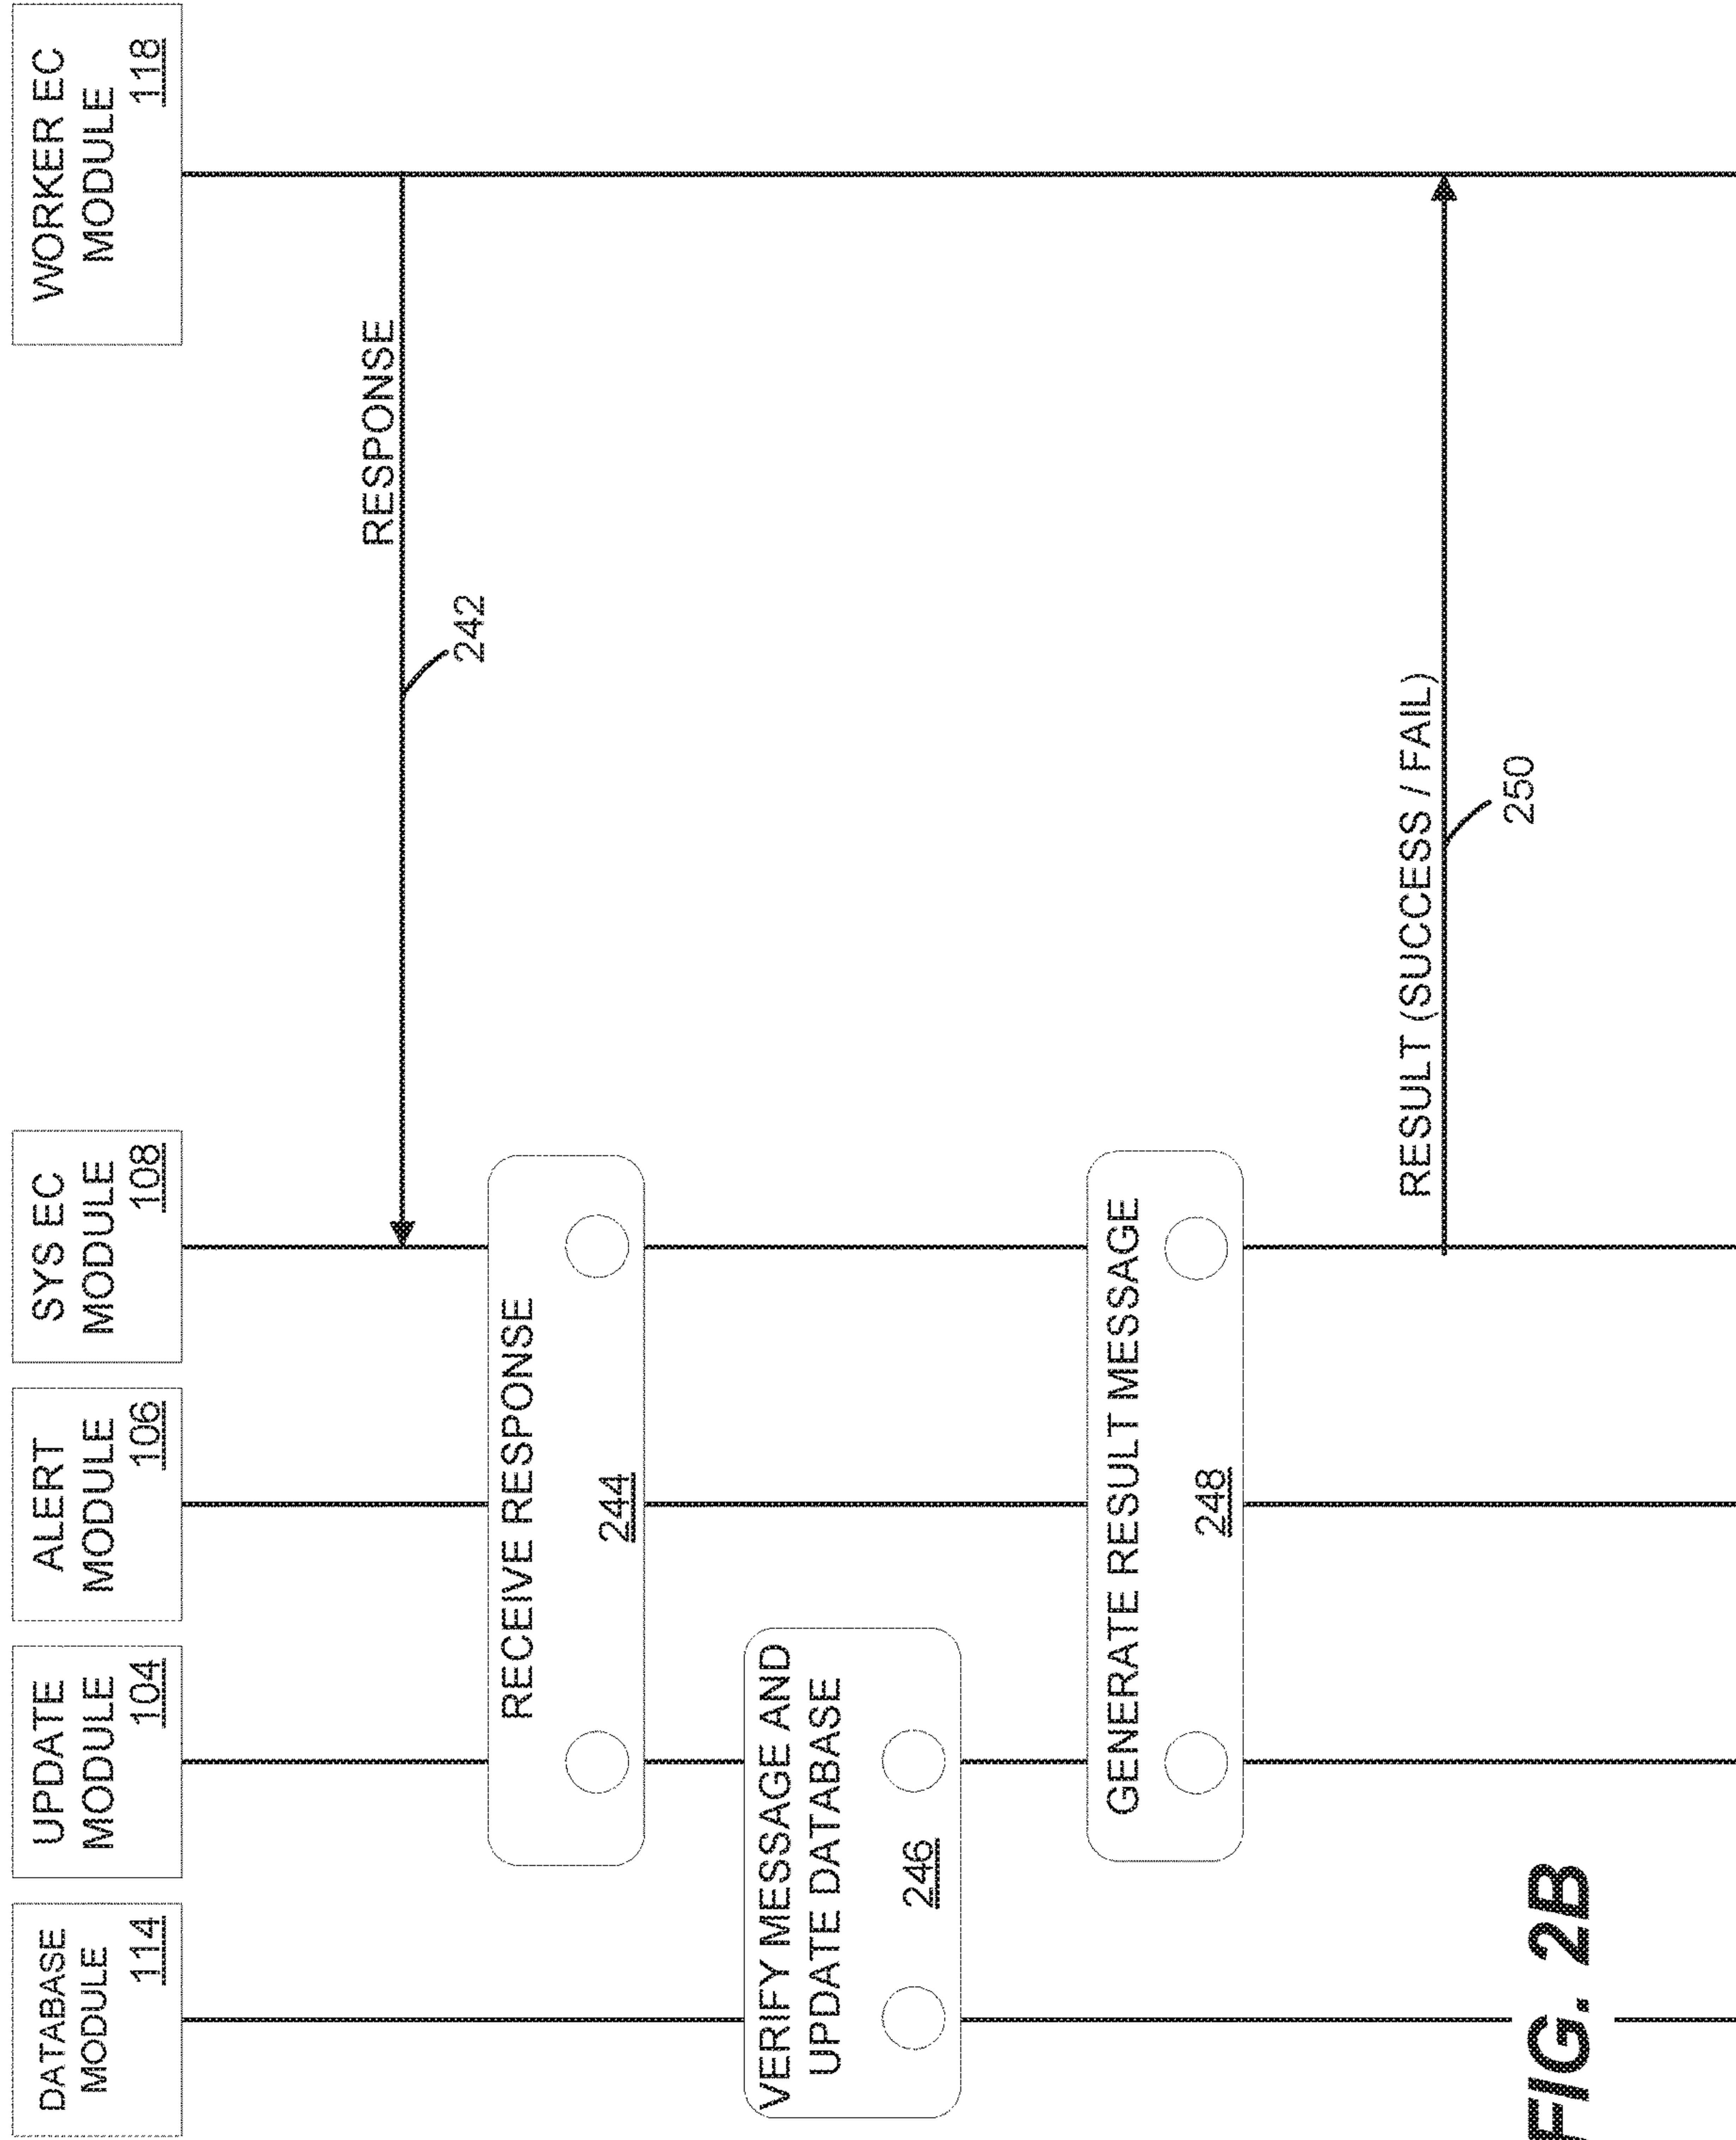 DATABASE
MODULE
114
UPDATE
MODULE
104
ALERT
MODULE
106
SYS EC
MODULE
108
WORKER EC
MODULE
118
RESPONSE
242
RECEIVE RESPONSE
244
VERIFY MESSAGE AND
UPDATE DATABASE
246
GENERATE RESULT MESSAGE
248
RESULT (SUCCESS / FAIL)
250
FIG. 2B